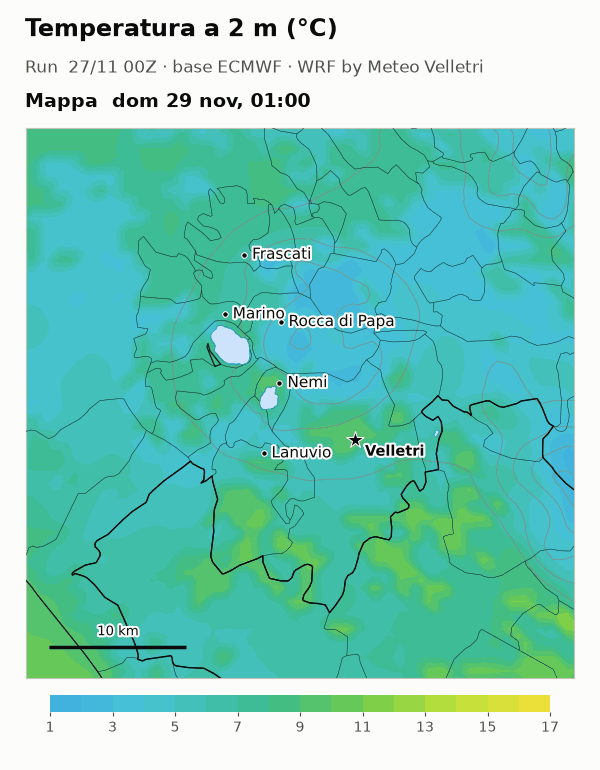 Temperatura a 2 m (°C)
Run  27/11 00Z · base ECMWF · WRF by Meteo Velletri
Mappa  dom 29 nov, 01:00
Frascati
Marino
Rocca di Papa
Nemi
Velletri
Lanuvio
10 km
1 3 5 7 9 11 13 15 17